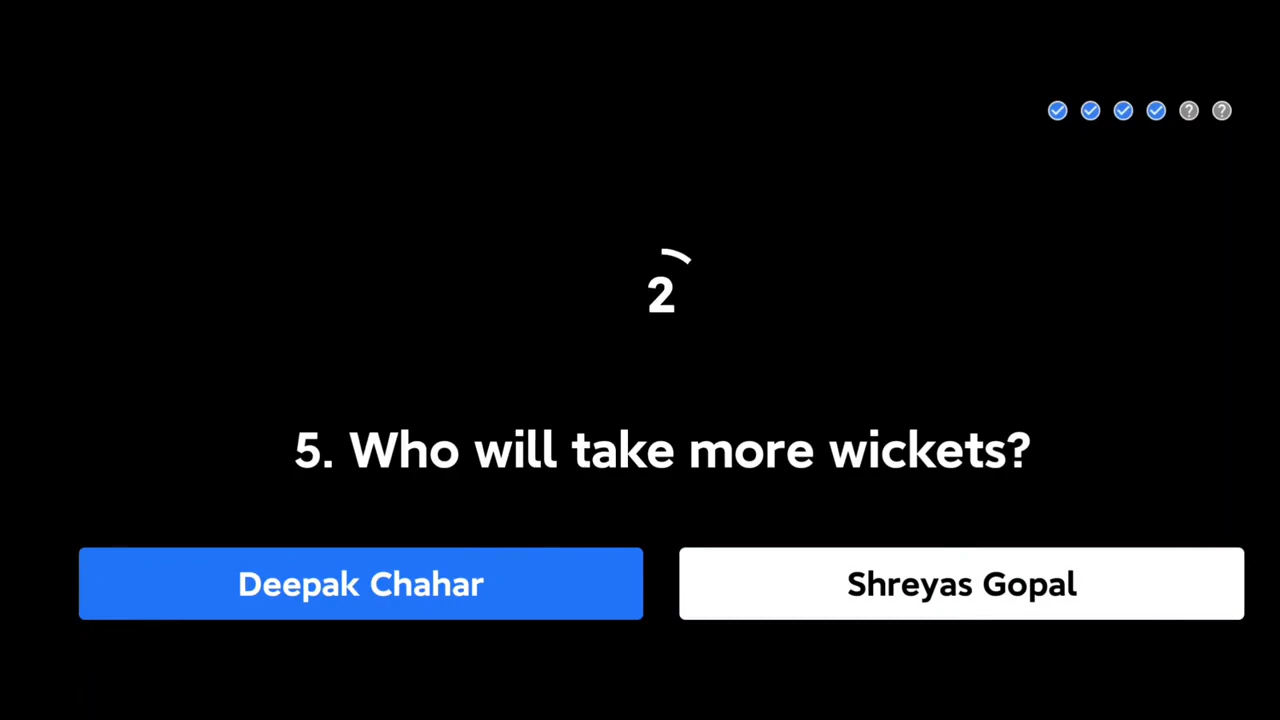 ? ?
2
5. Who will take more wickets?
Deepak Chahar
Shreyas Gopal